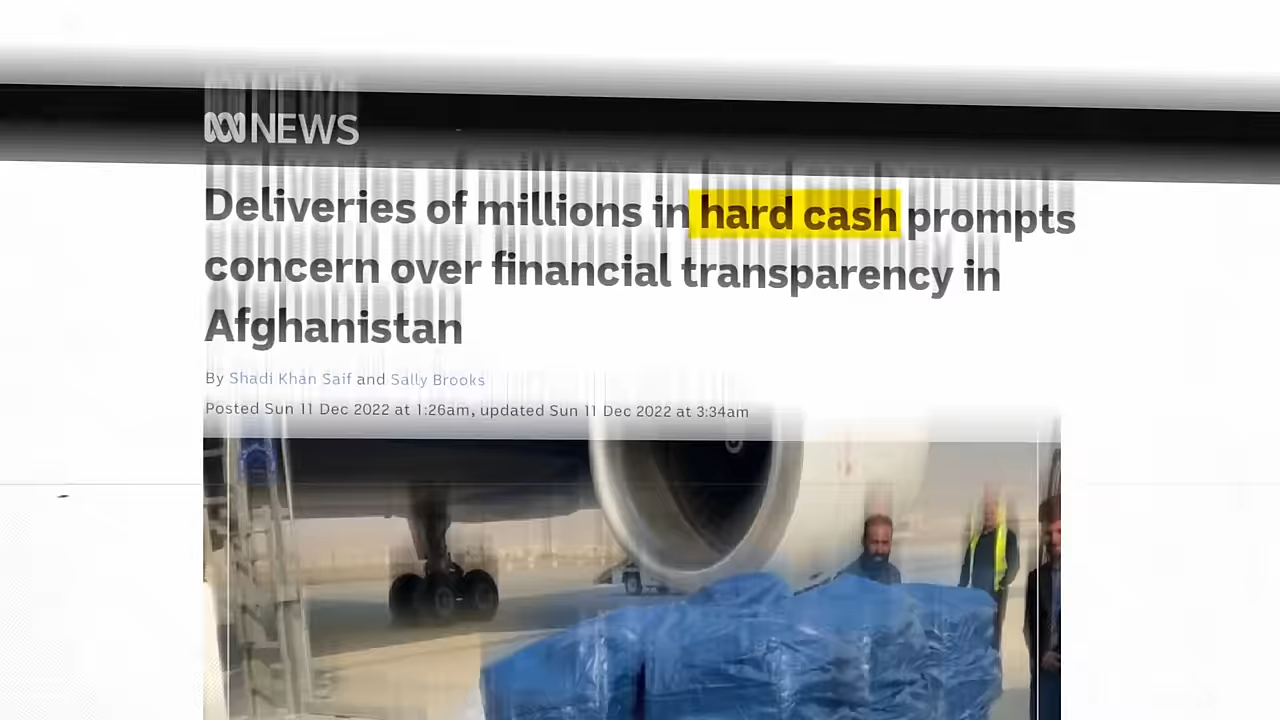 NEWS
Deliveries of millions in hard cash prompts
concern over financial transparency in
Afghanistan
By Shadi Khan Saif and Sally Brooks
Posted Sun 11 Dec 2022 at 1:26am, updated Sun 11 Dec 2022 at 3:34am